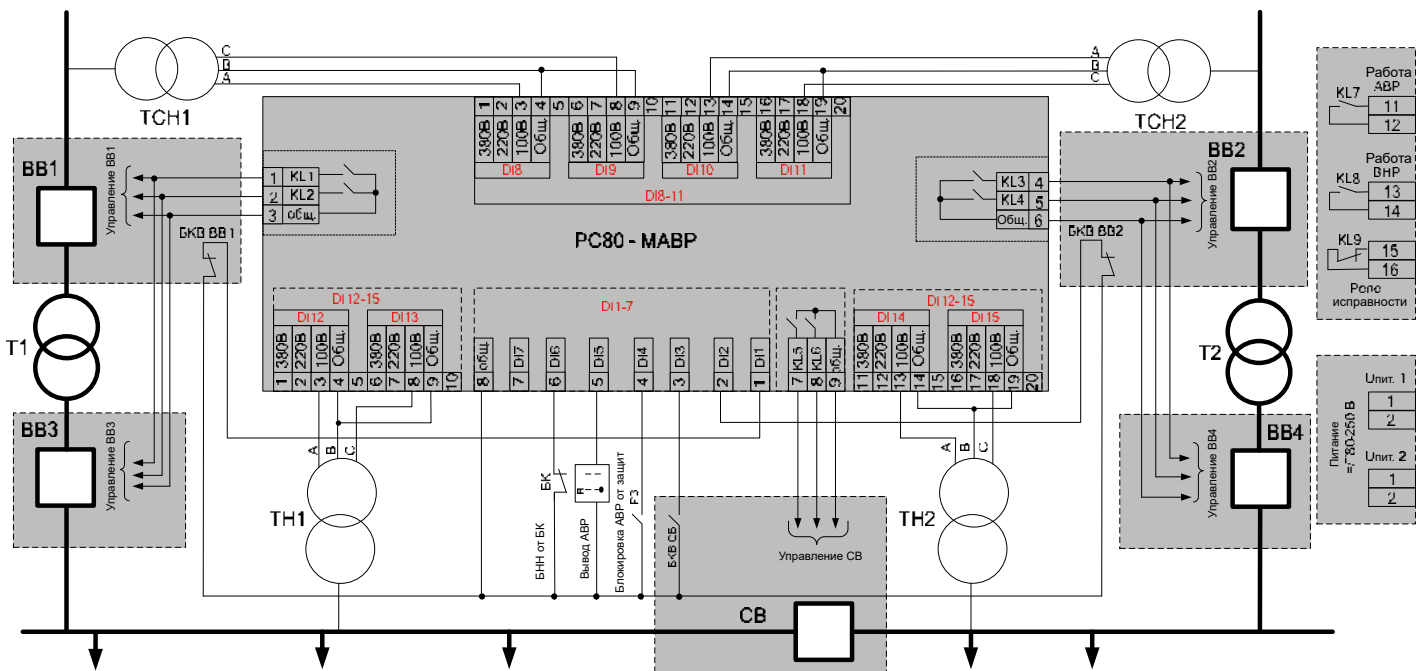 C
B
A
A
B
C
ТСН1
ТСН2
1 2 3 4 5 6 7 8 9 10 11 12 13 14 15 16 17 18 19 20
380В 220В 100В Общ. 380В 220В 100В Общ. 380В 220В 100В Общ. 380В 220В 100В Общ.
DI8 DI9 DI10 DI11
DI8-11
Работа
АВР
KL7
11
12
Работа
ВНР
KL8
13
14
KL9
15
16
Реле
исправности
ВВ1
Управление ВВ1
1 KL1
2 KL2
3 общ.
БКВ ВВ1
РС80 - МАВР
KL3 4
KL4 5
Общ. 6
БКВ ВВ2
Управление ВВ2
ВВ2
Т1
Т2
DI12-15
DI12 DI13
380В 220В 100В Общ. 380В 220В 100В Общ.
1 2 3 4 5 6 7 8 9 10
DI1-7
общ. DI7 DI6 DI5 DI4 DI3 DI2 DI1
8 7 6 5 4 3 2 1
KL5 KL6 общ.
7 8 9
DI12-15
DI14 DI15
380В 220В 100В Общ. 380В 220В 100В Общ.
11 12 13 14 15 16 17 18 19 20
Питание
=/~80-250 В
Uпит. 1
1
2
Uпит. 2
1
2
ВВ3
Управление ВВ3
A
B
C
ТН1
БК
БНН от БК
R
Вывод АВР
РЗ
Блокировка АВР от защит
БКВ СВ
Управление СВ
СВ
A
B
C
ТН2
Управление ВВ4
ВВ4